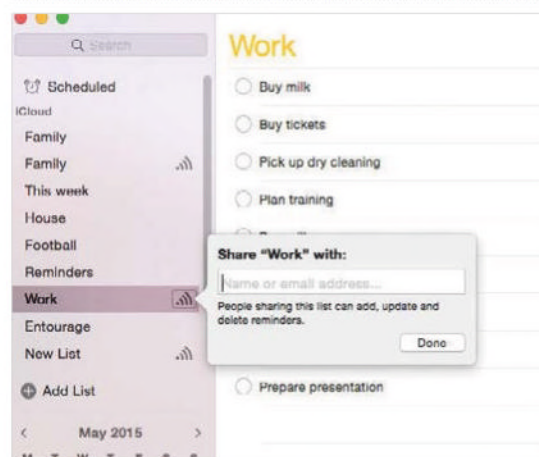 Search
Scheduled
iCloud
Family
Family
This week
House
Football
Reminders
Work
Entourage
New List
Add List
May 2015
M T W T F S S
Work
Buy milk
Buy tickets
Pick up dry cleaning
Plan training
Share "Work" with:
Name or email address...
People sharing this list can add, update and
delete reminders.
Done
Prepare presentation